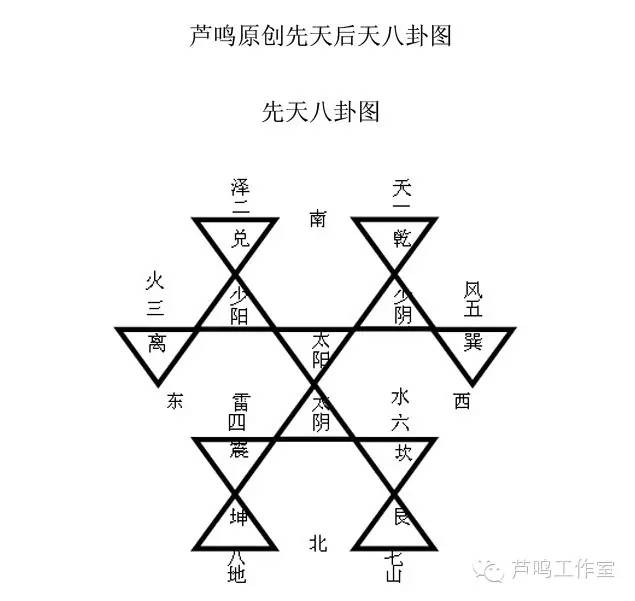 芦鸣原创先天后天八卦图
先天八卦图
泽二
天一
南
兑
乾
火三
少阳
少阴
风五
离
太阳
巽
东
雷四
太阴
水六
西
震
坎
坤
艮
北
八地
七山
芦鸣工作室